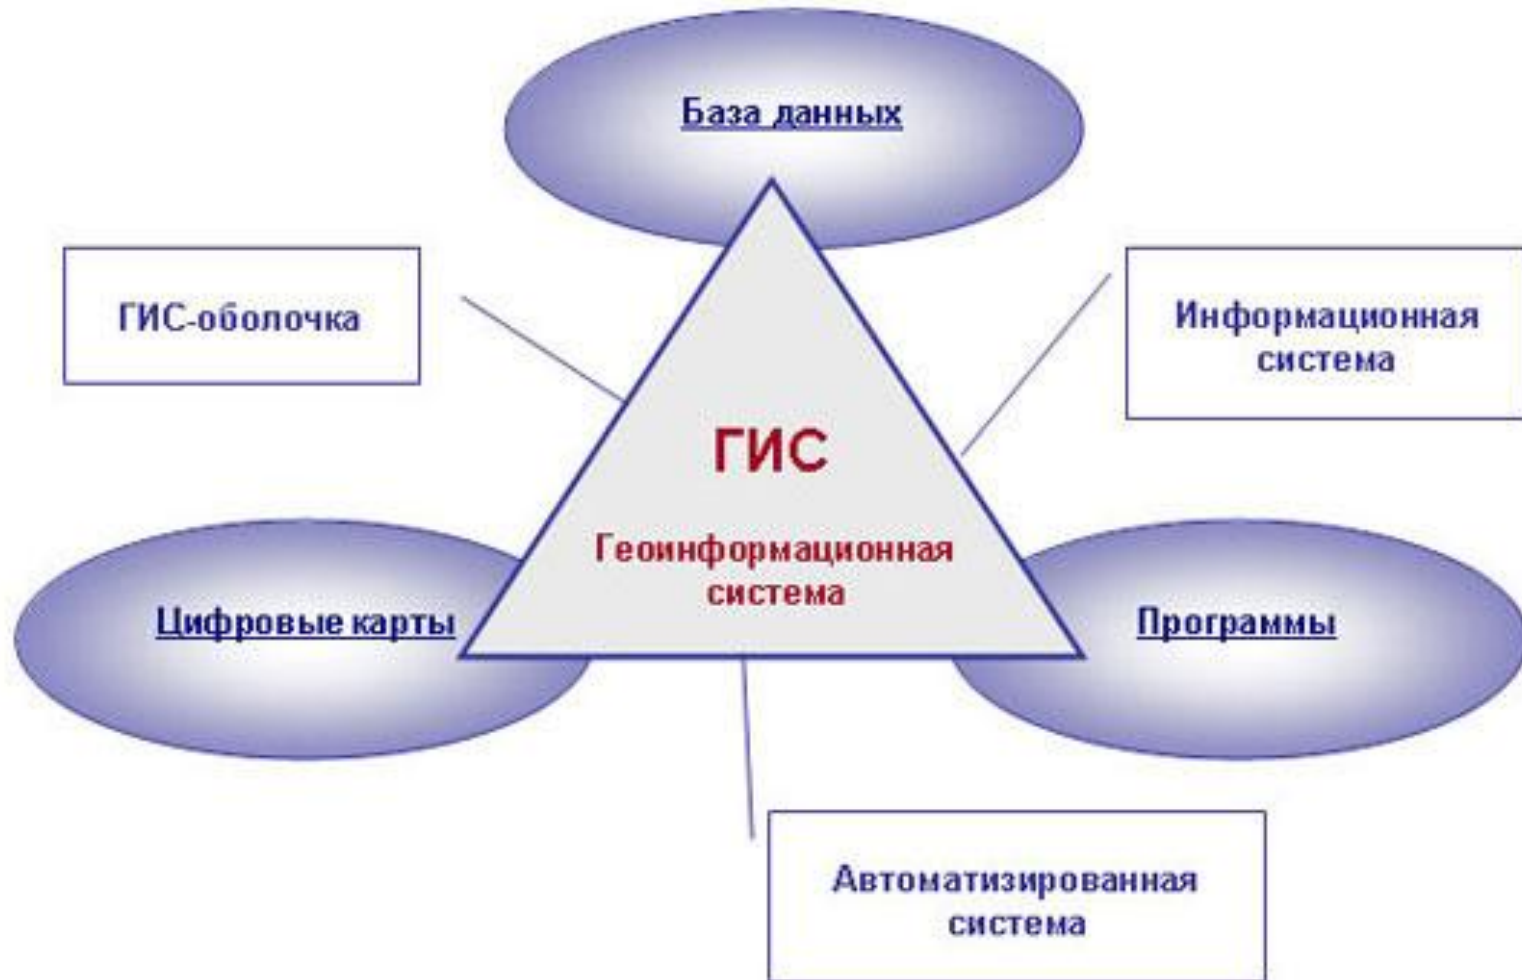 База данных
ГИС-оболочка
Информационная
система
ГИС
Геоинформационная
система
Цифровые карты
Программы
Автоматизированная
система